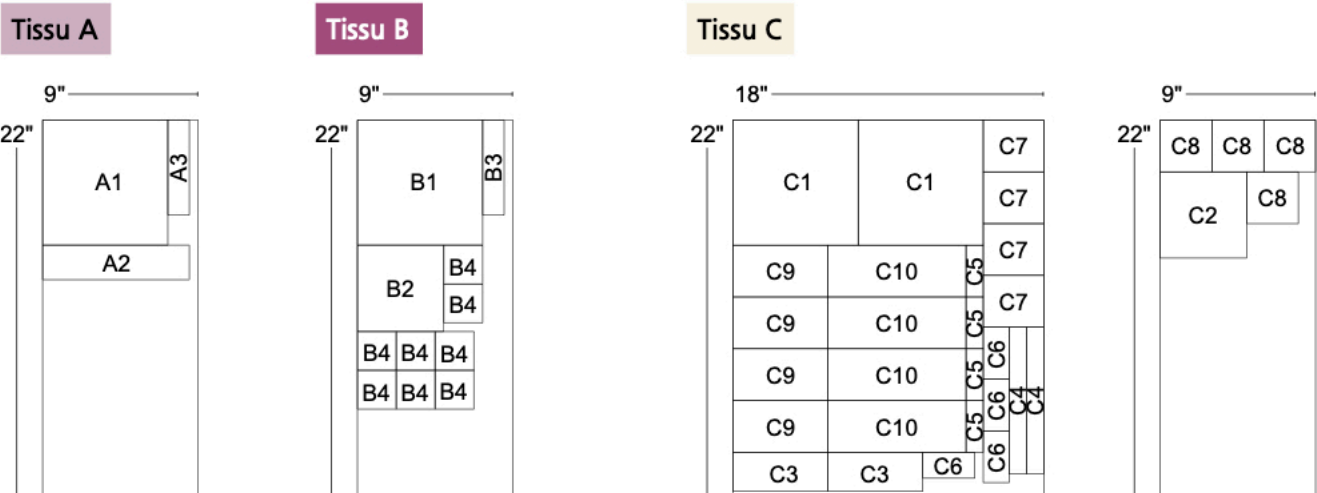 Tissu A
Tissu B
Tissu C
9"
9"
18"
9"
22"
22"
22"
22"
A1
A3
A2
B1
B3
B2
B4
B4
B4 B4 B4
B4 B4 B4
C1
C1
C7
C7
C7
C7
C9
C10
C5
C9
C10
C5
C9
C10
C5
C9
C10
C5
C6
C6
C6
C4
C4
C3
C3
C6
C8 C8 C8
C2
C8